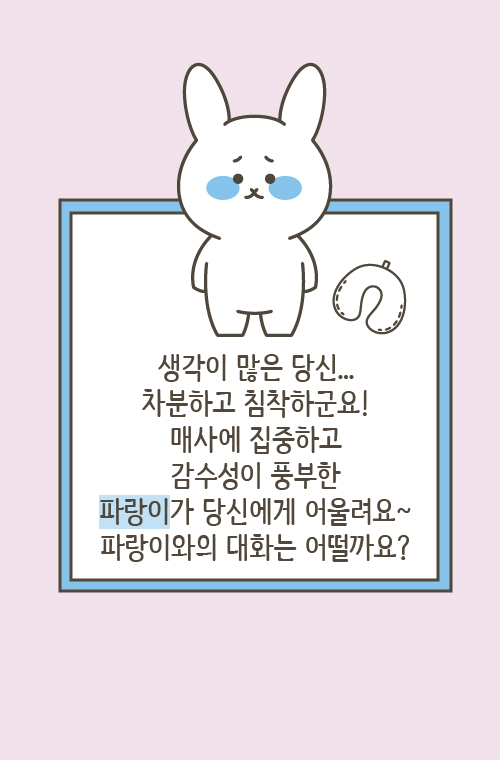 생각이 많은 당신...
차분하고 침착하군요!
매사에 집중하고
감수성이 풍부한
파랑이가 당신에게 어울려요~
파랑이와의 대화는 어떨까요?